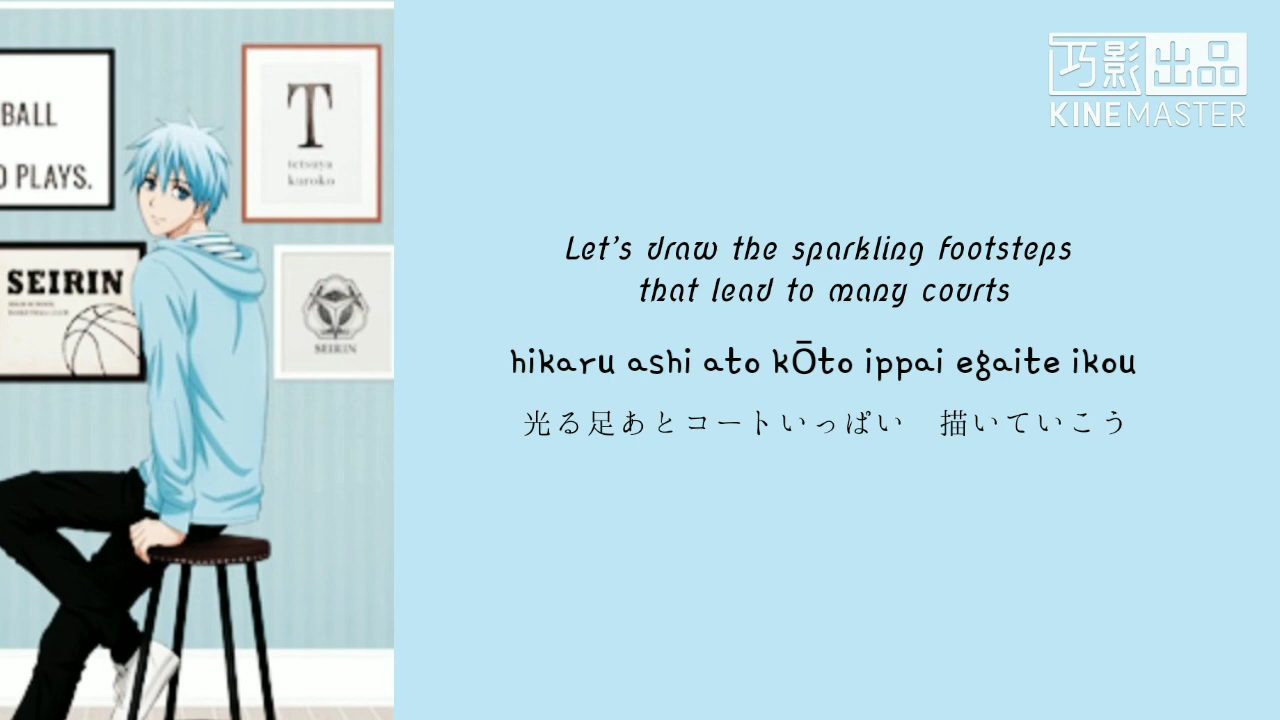 BALL
O PLAYS.
T
tetsuya
kuroko
SEIRIN
SEIRIN
巧影出品
KINEMASTER
Let's draw the sparkling footsteps
that lead to many courts
hikaru ashi ato kŌto ippai egaite ikou
光る足あとコートいっぱい　描いていこう